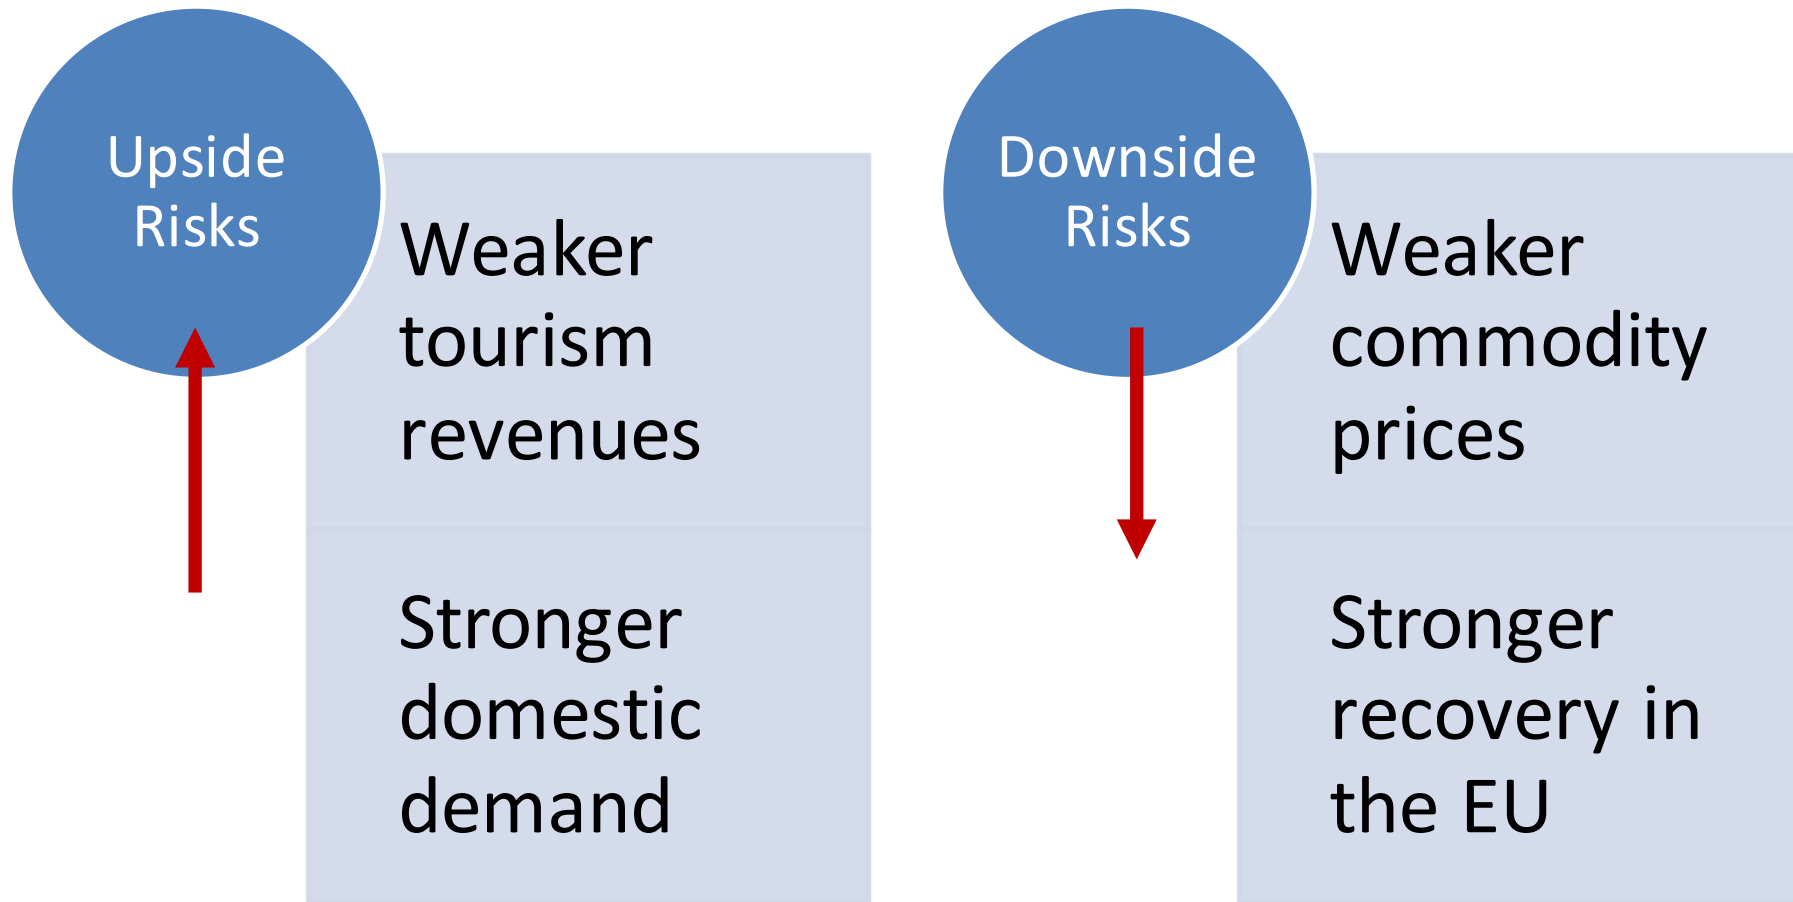 Upside
Risks
Weaker
tourism
revenues
Stronger
domestic
demand
Downside
Risks
Weaker
commodity
prices
Stronger
recovery in
the EU